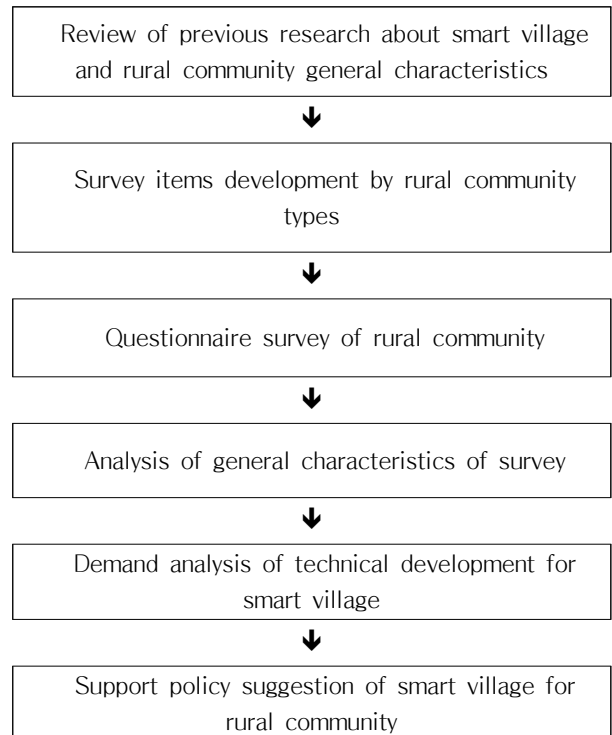 Review of previous research about smart village
and rural community general characteristics
Survey items development by rural community
types
Questionnaire survey of rural community
Analysis of general characteristics of survey
Demand analysis of technical development for
smart village
Support policy suggestion of smart village for
rural community